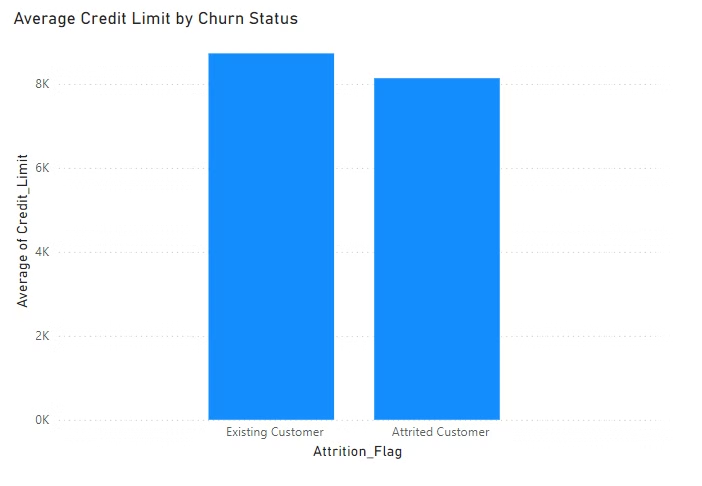 Average Credit Limit by Churn Status
Average of Credit_Limit
8K
6K
4K
2K
0K
Existing Customer
Attrited Customer
Attrition_Flag